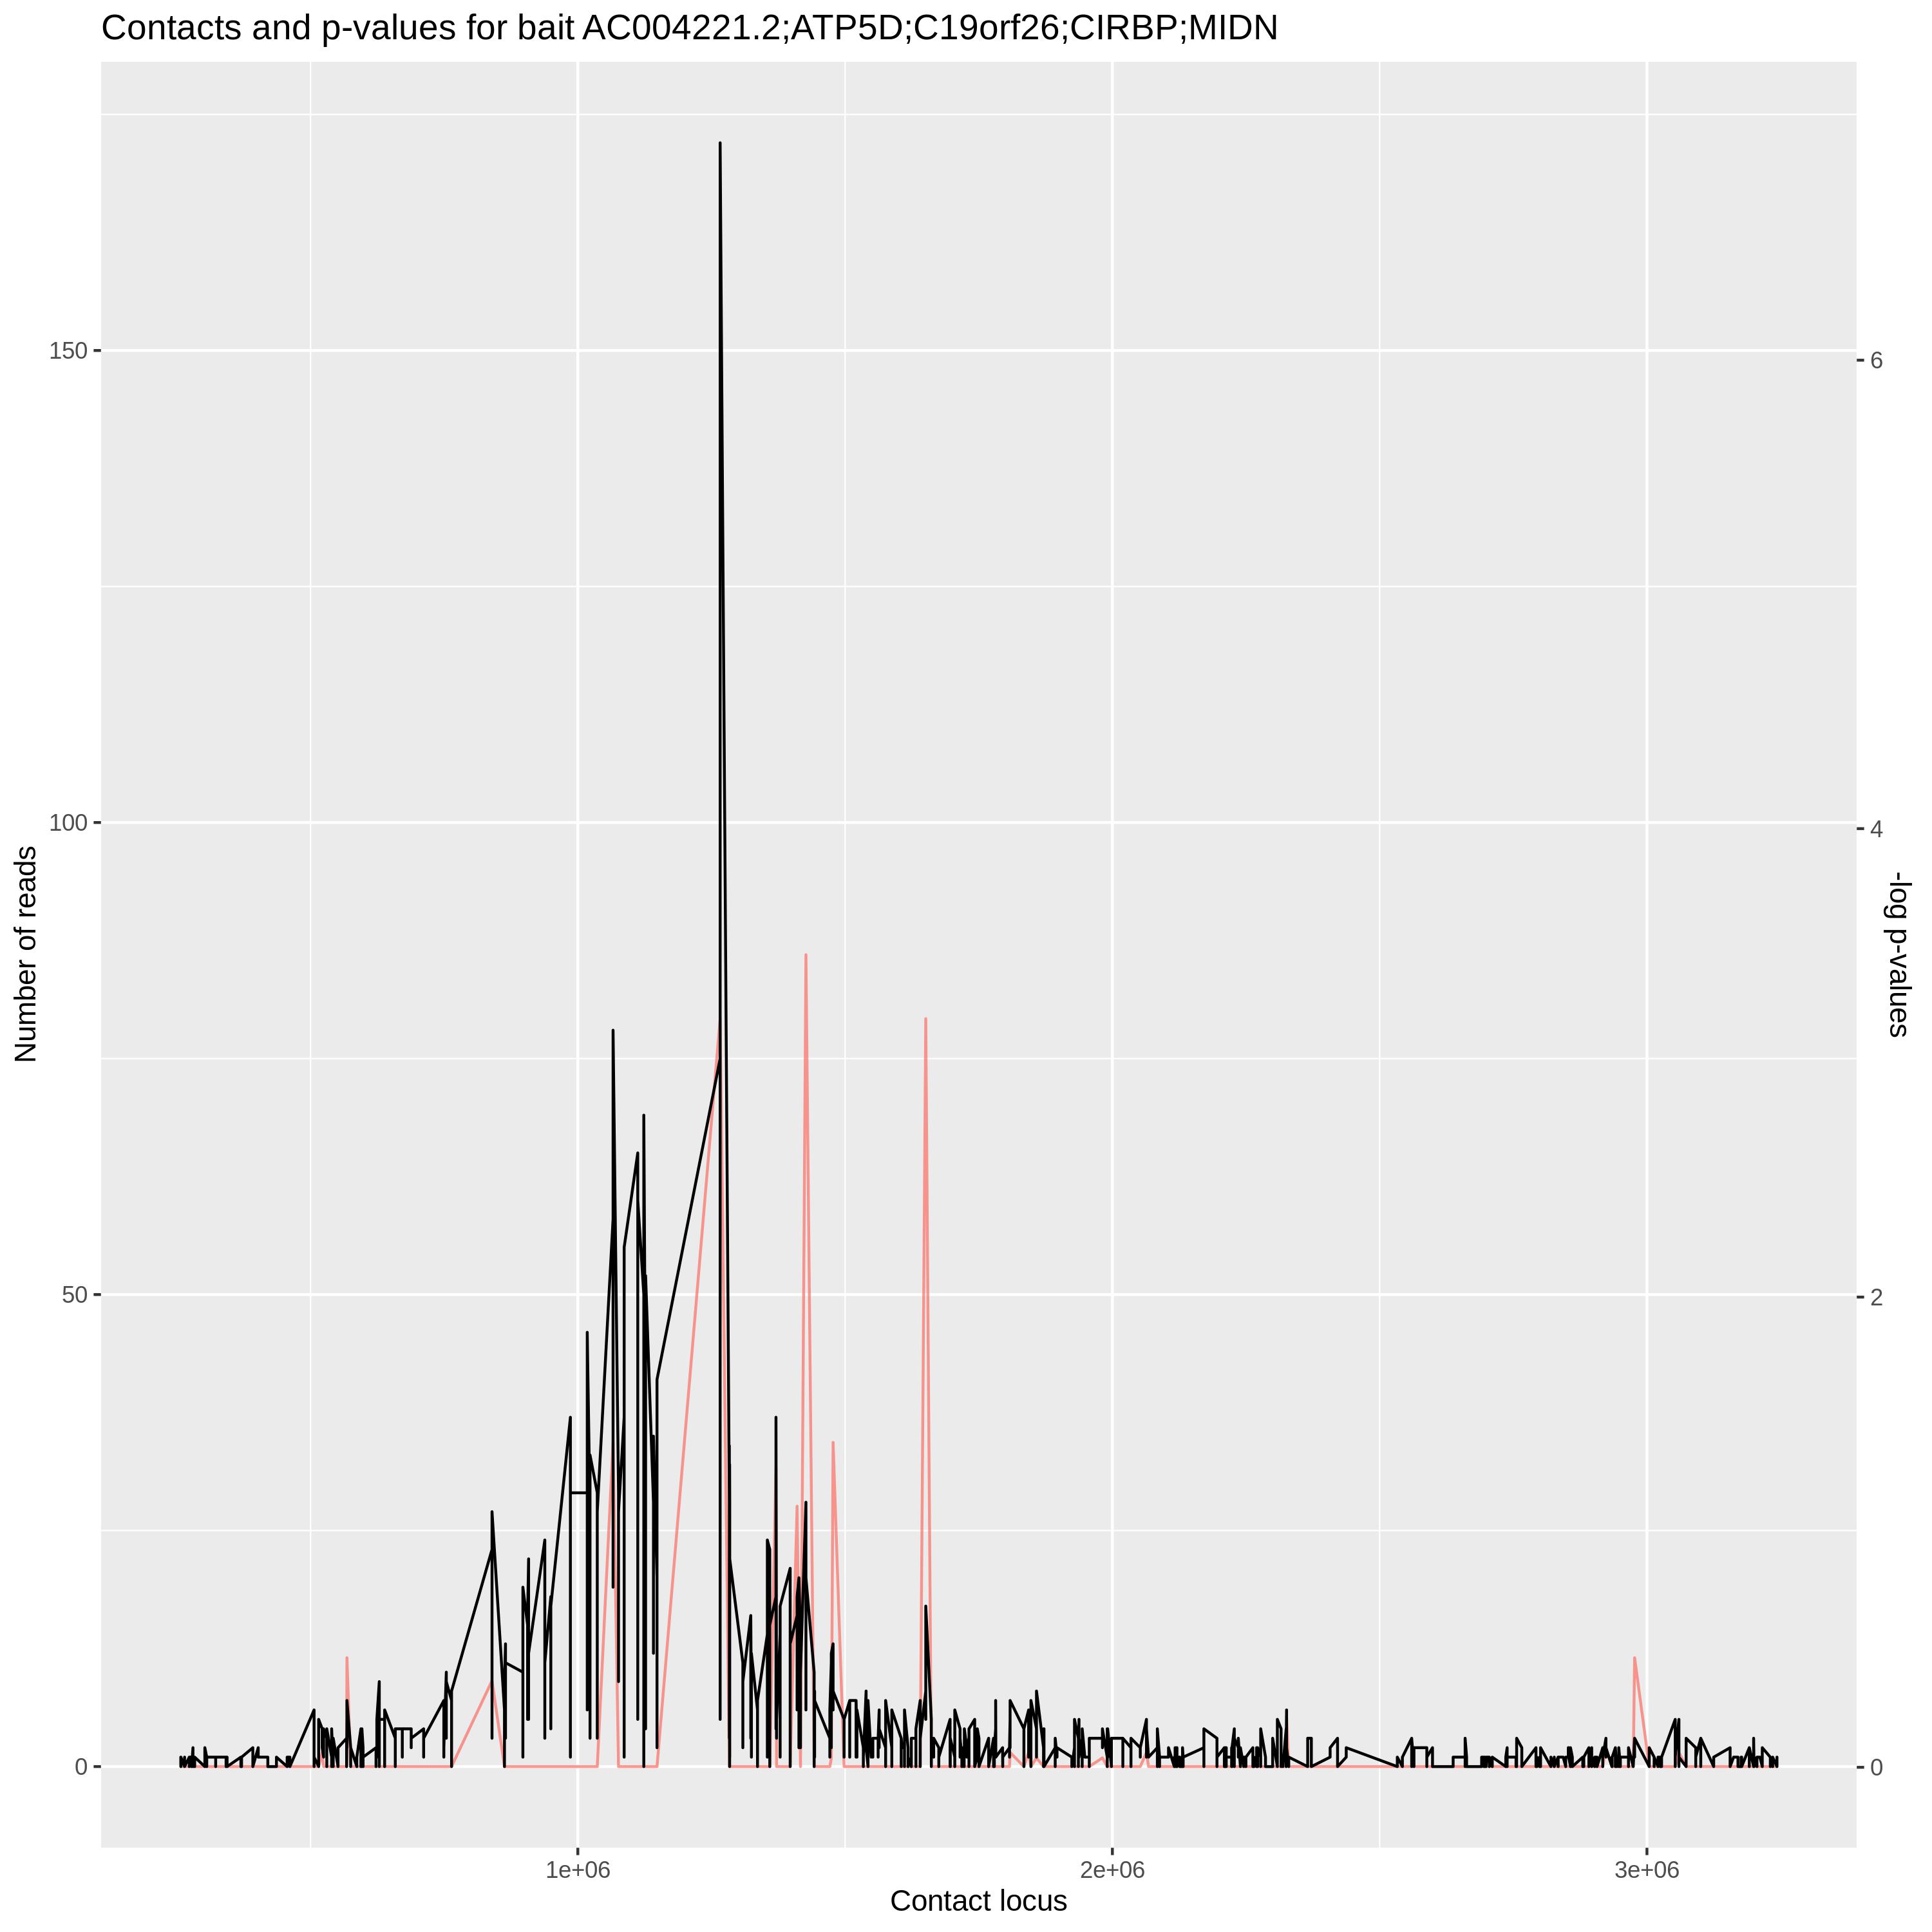 Contacts and p-values for bait AC004221.2;ATP5D;C19orf26;CIRBP;MIDN
150
100
50
0
Number of reads
6
4
2
0
-log p-values
1e+06 2e+06 3e+06
Contact locus